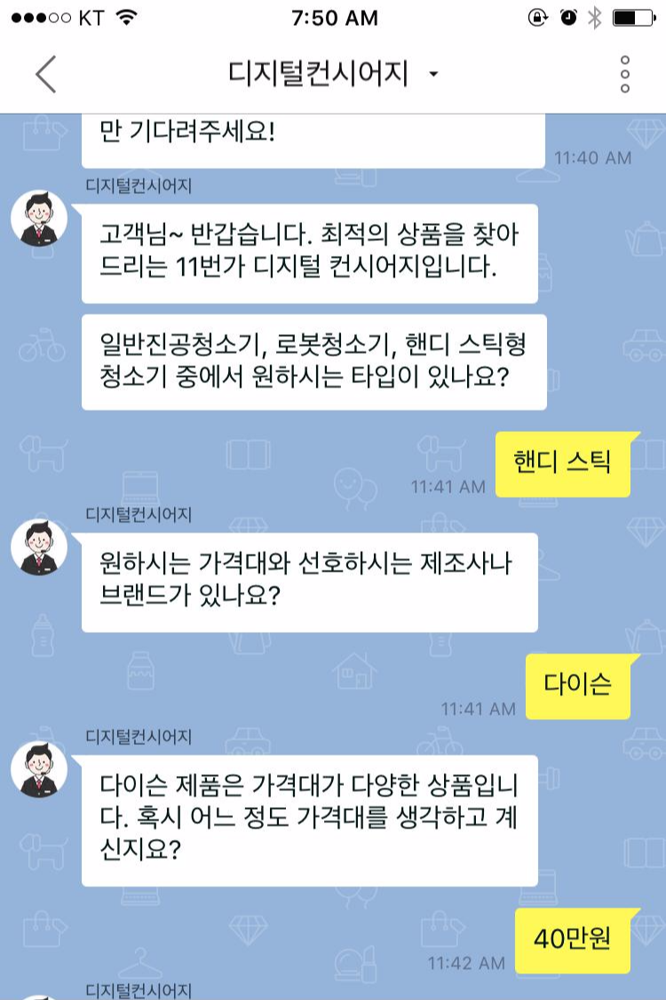 KT
7:50 AM
디지털컨시어지
만 기다려주세요!
11:40 AM
디지털컨시어지
고객님~ 반갑습니다. 최적의 상품을 찾아
드리는 11번가 디지털 컨시어지입니다.
일반진공청소기, 로봇청소기, 핸디 스틱형
청소기 중에서 원하시는 타입이 있나요?
핸디 스틱
11:41 AM
디지털컨시어지
원하시는 가격대와 선호하시는 제조사나
브랜드가 있나요?
다이슨
11:41 AM
디지털컨시어지
다이슨 제품은 가격대가 다양한 상품입니
다. 혹시 어느 정도 가격대를 생각하고 계
신지요?
40만원
11:42 AM
디지털컨시어지